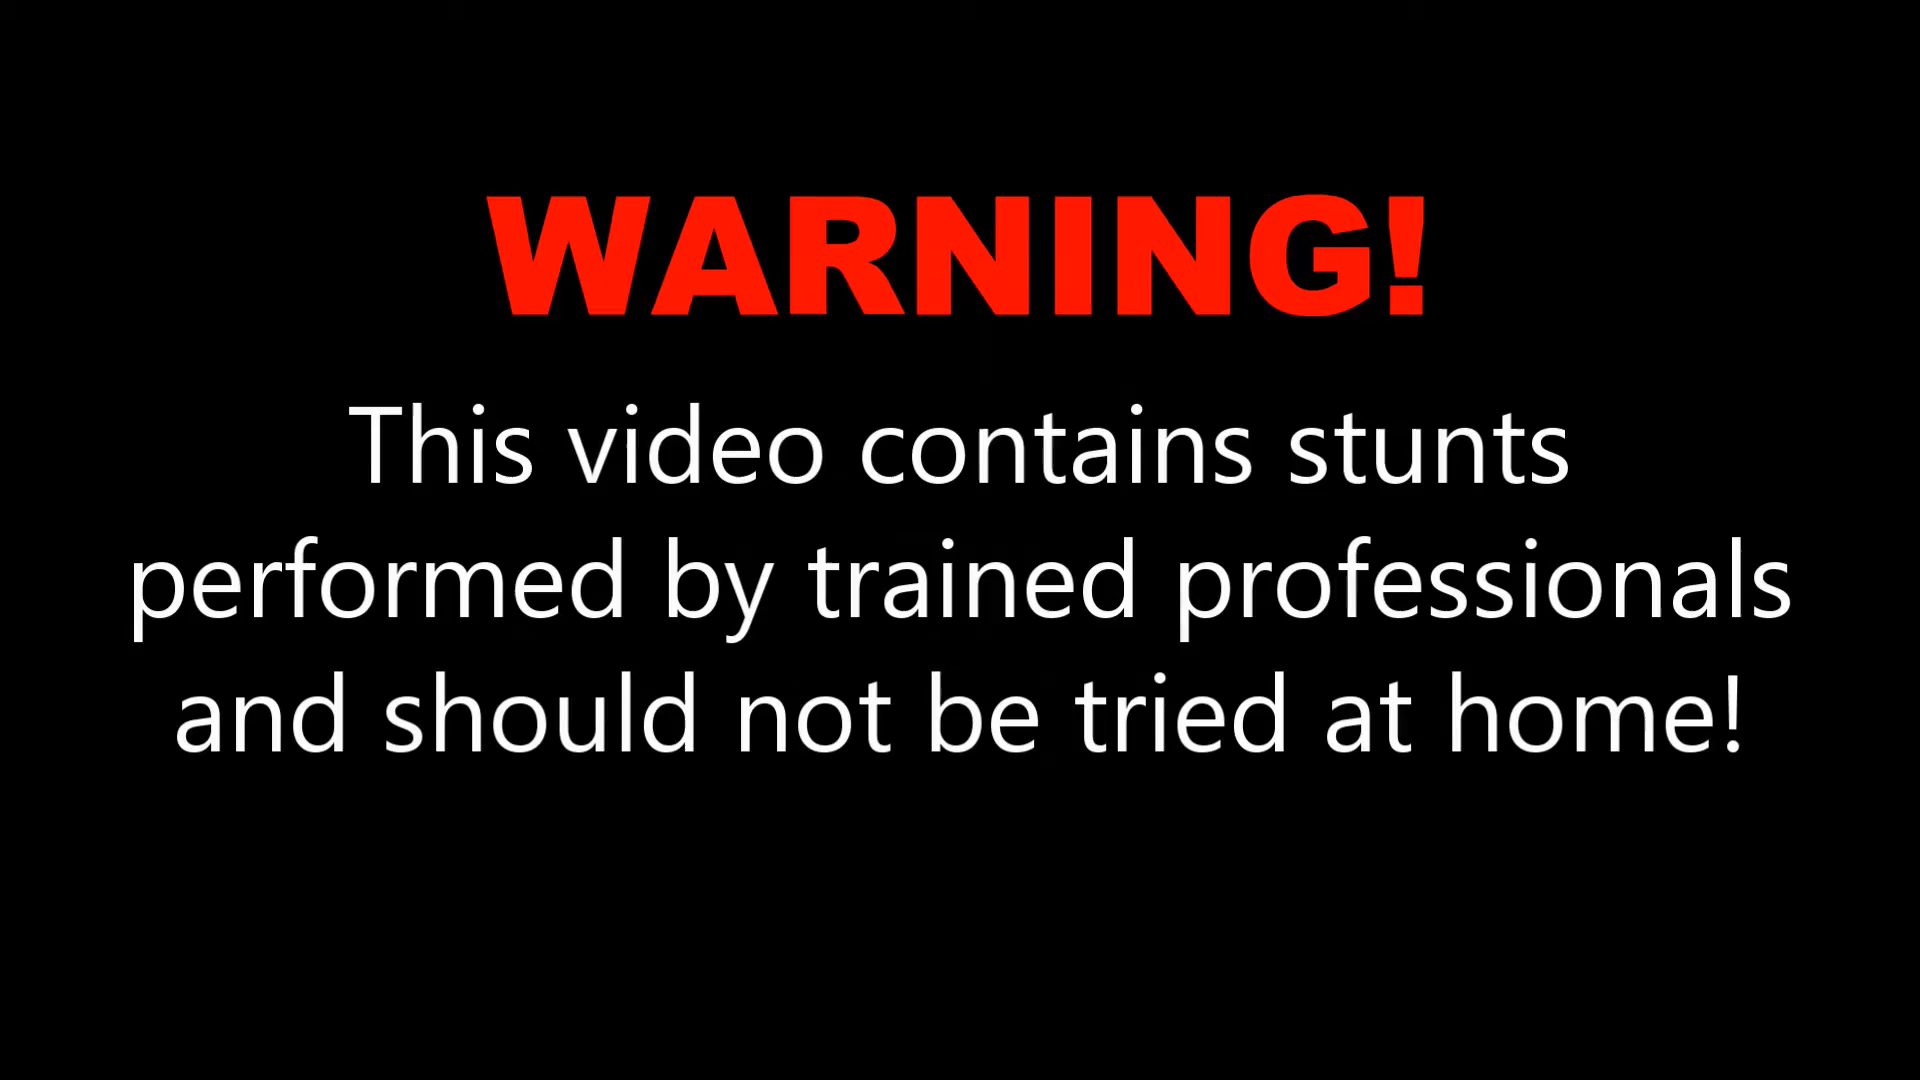 WARNING!
This video contains stunts
performed by trained professionals
and should not be tried at home!